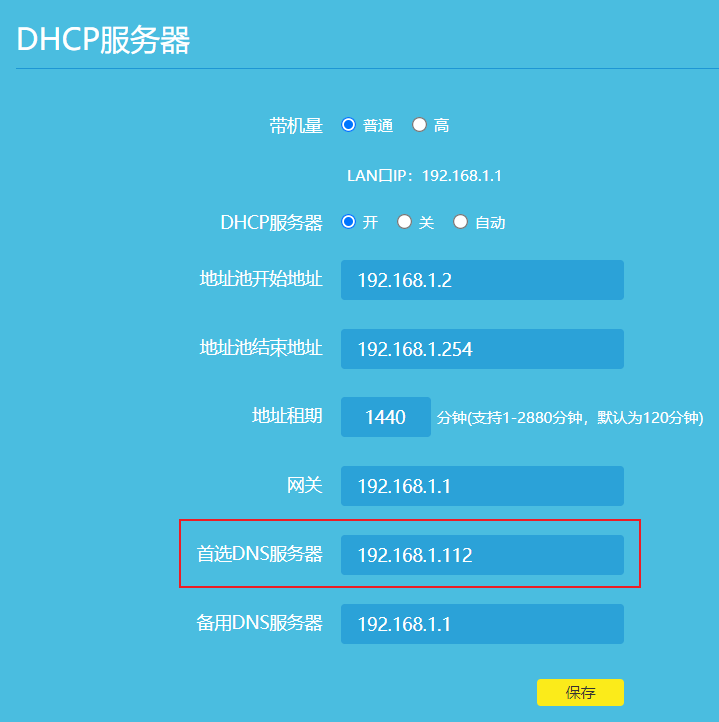 DHCP服务器
带机量 普通 高
LAN口IP：192.168.1.1
DHCP服务器 开 关 自动
地址池开始地址 192.168.1.2
地址池结束地址 192.168.1.254
地址租期 1440 分钟(支持1-2880分钟，默认为120分钟)
网关 192.168.1.1
首选DNS服务器 192.168.1.112
备用DNS服务器 192.168.1.1
保存